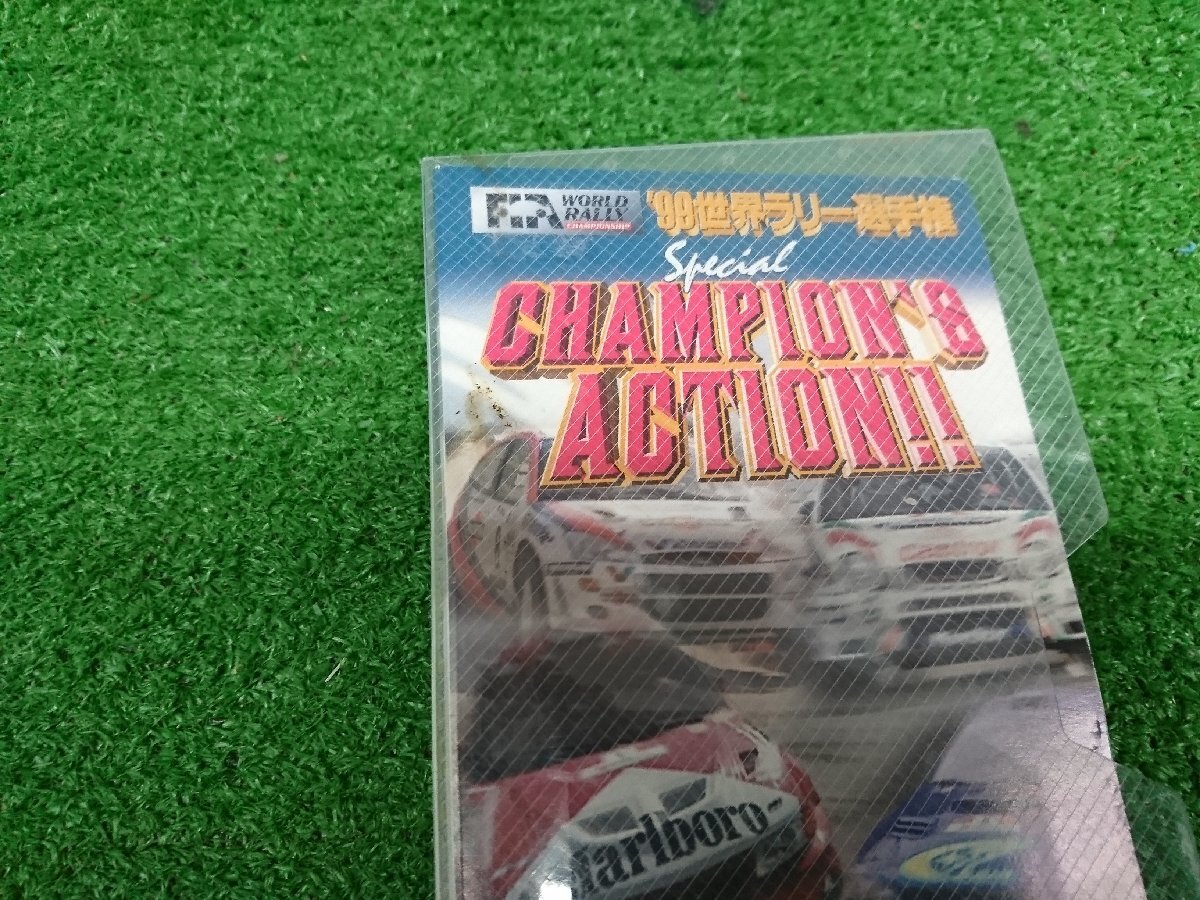 FIA WORLD RALLY CHAMPIONSHIP
'99世界ラリー選手権
Special
CHAMPION'S
ACTION!!
Marlboro